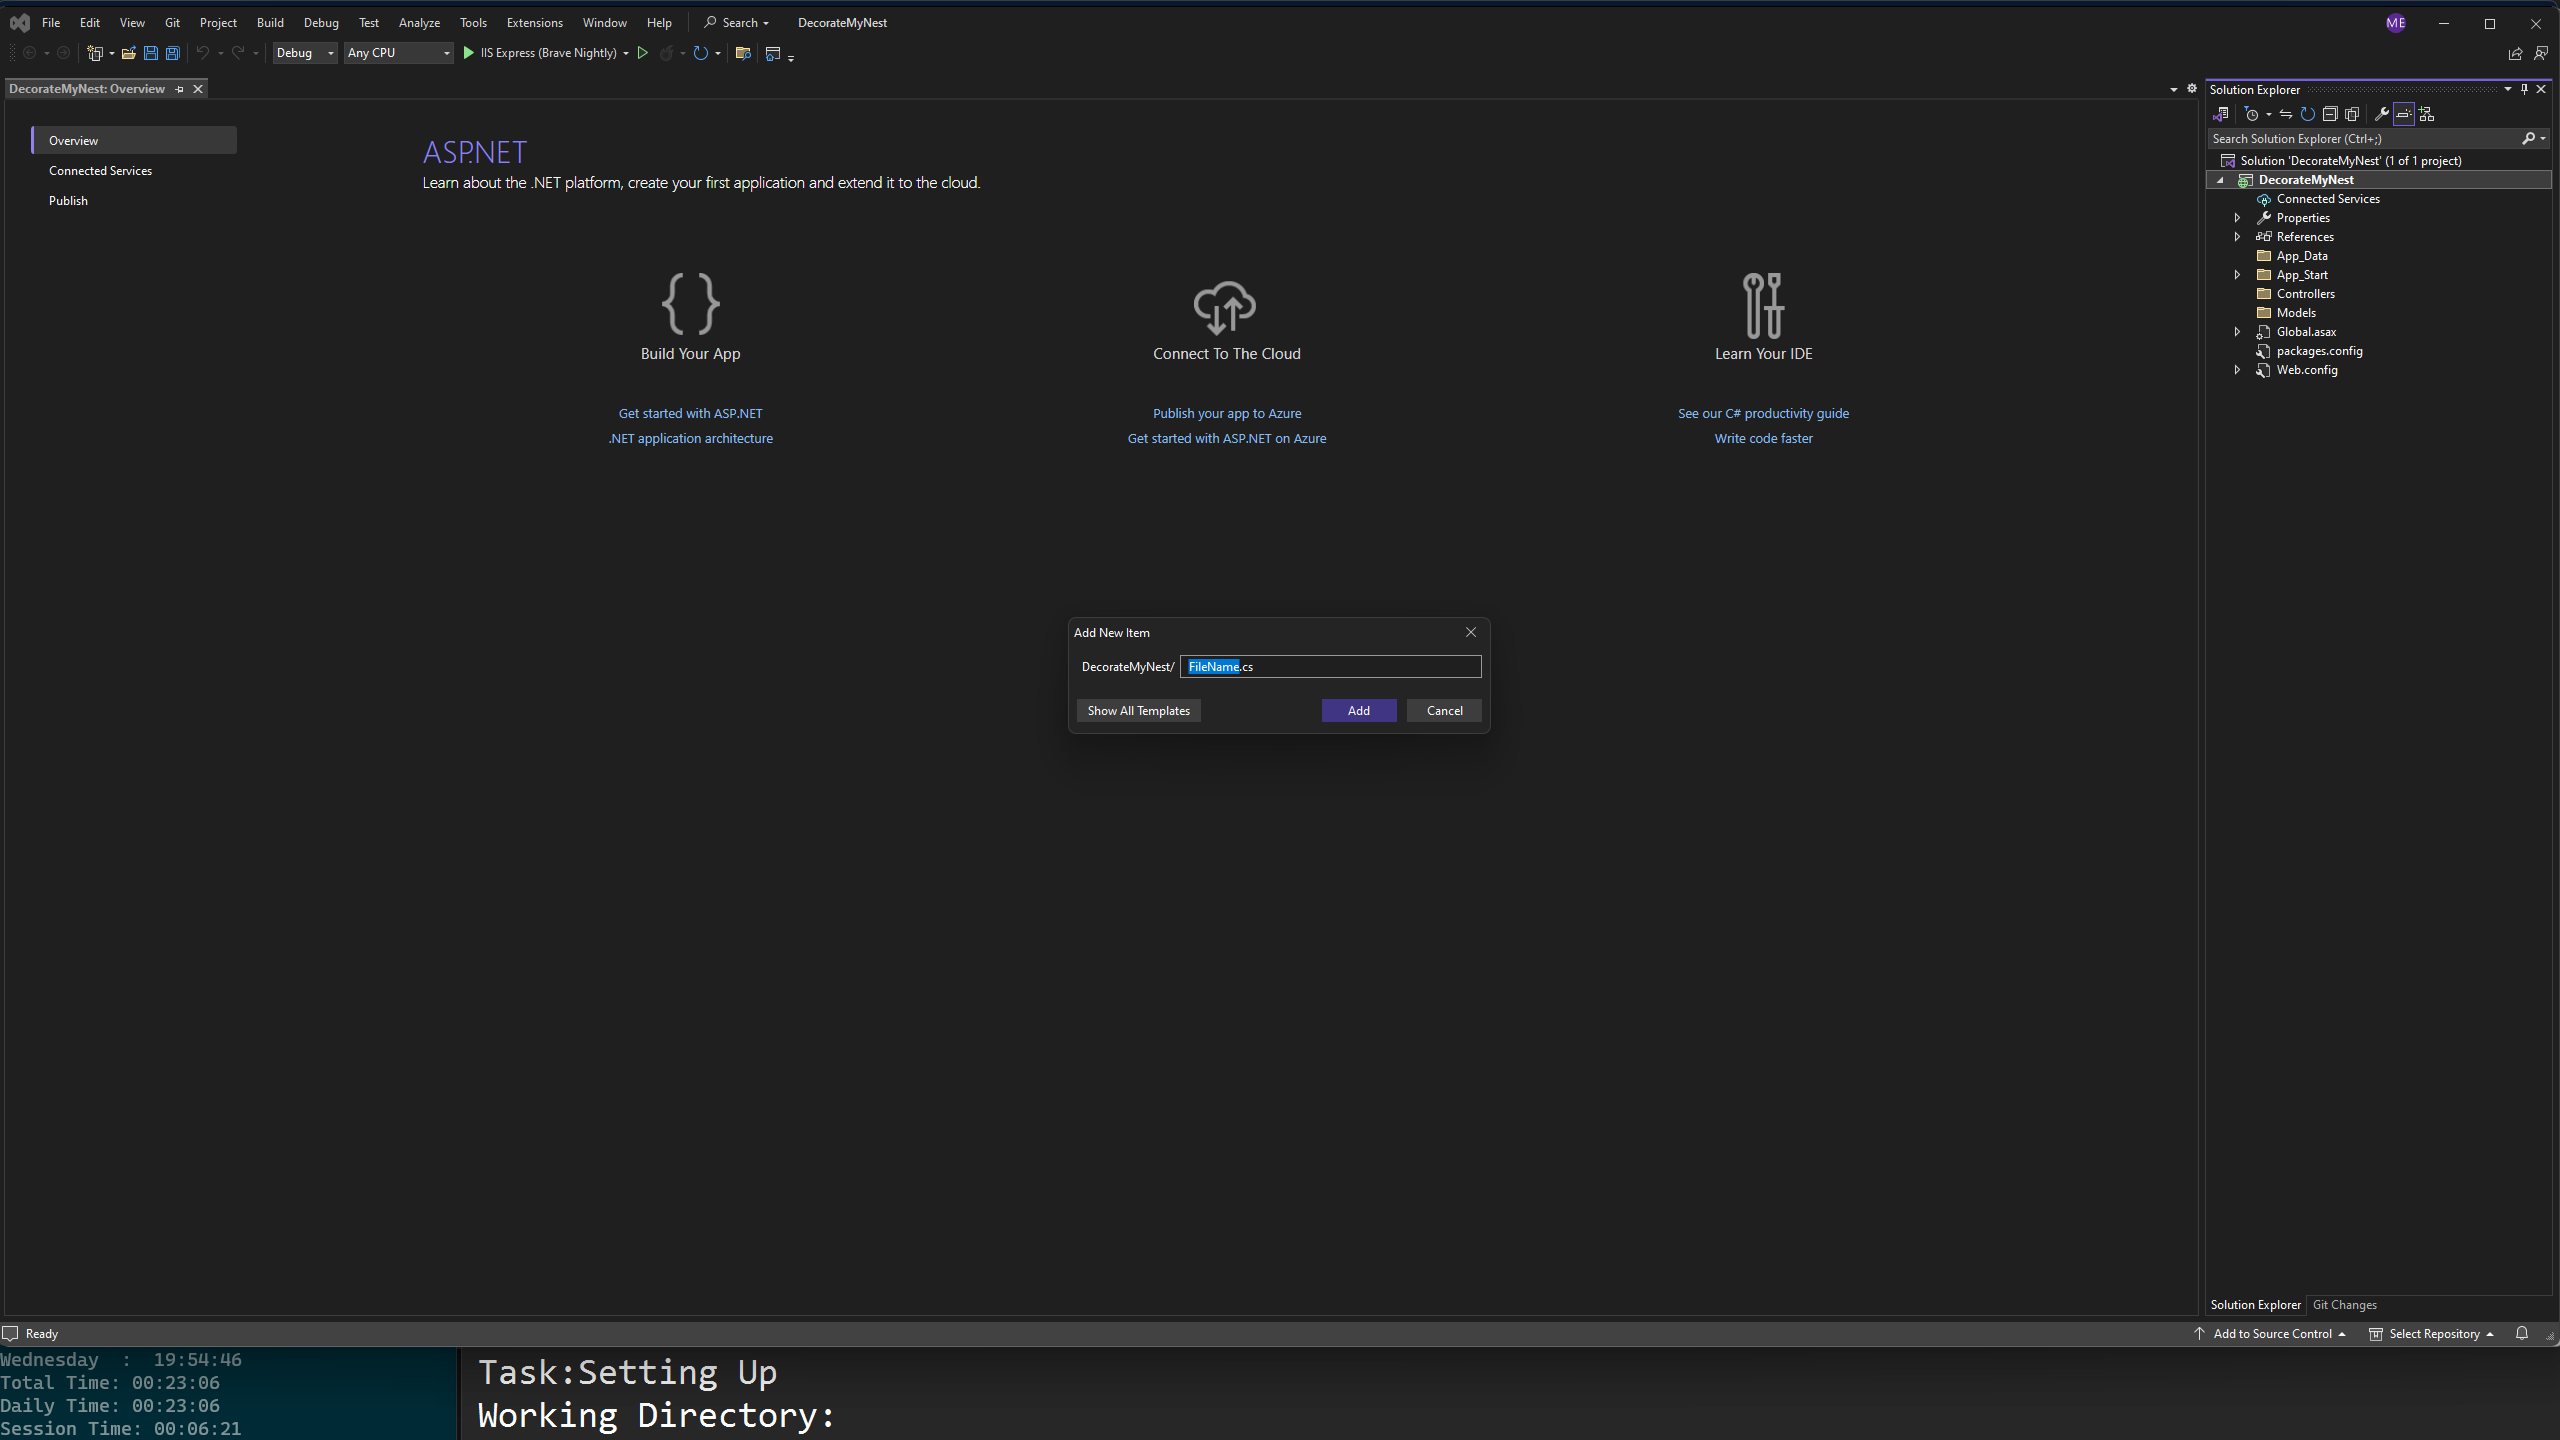 File Edit View Git Project Build Debug Test Analyze Tools Extensions Window Help Search DecorateMyNest ME
Debug Any CPU IIS Express (Brave Nightly)
DecorateMyNest: Overview
Overview
Connected Services
Publish
ASP.NET
Learn about the .NET platform, create your first application and extend it to the cloud.
Build Your App
Get started with ASP.NET
.NET application architecture
Connect To The Cloud
Publish your app to Azure
Get started with ASP.NET on Azure
Learn Your IDE
See our C# productivity guide
Write code faster
Add New Item
DecorateMyNest/ FileName.cs
Show All Templates Add Cancel
Solution Explorer
Search Solution Explorer (Ctrl+;)
Solution 'DecorateMyNest' (1 of 1 project)
DecorateMyNest
Connected Services
Properties
References
App_Data
App_Start
Controllers
Models
Global.asax
packages.config
Web.config
Solution Explorer Git Changes
Ready Add to Source Control Select Repository
Wednesday : 19:54:46
Total Time: 00:23:06
Daily Time: 00:23:06
Session Time: 00:06:21
Task:Setting Up
Working Directory: